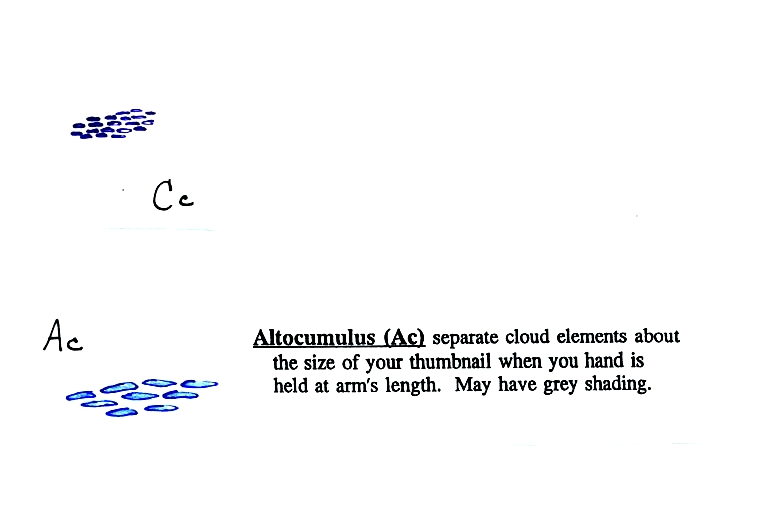 Cc
Ac
Altocumulus (Ac) separate cloud elements about
the size of your thumbnail when you hand is
held at arm's length. May have grey shading.